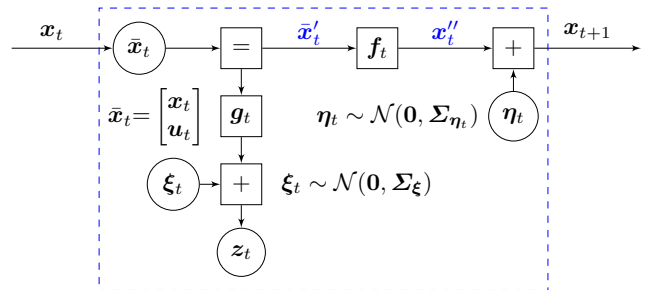 x_t x̄_t = x̄′_t f_t x″_t + x_{t+1}
x̄_t = [x_t u_t] g_t η_t ∼ 𝒩(0, Σ_{η_t}) η_t
ξ_t + ξ_t ∼ 𝒩(0, Σ_ξ)
z_t